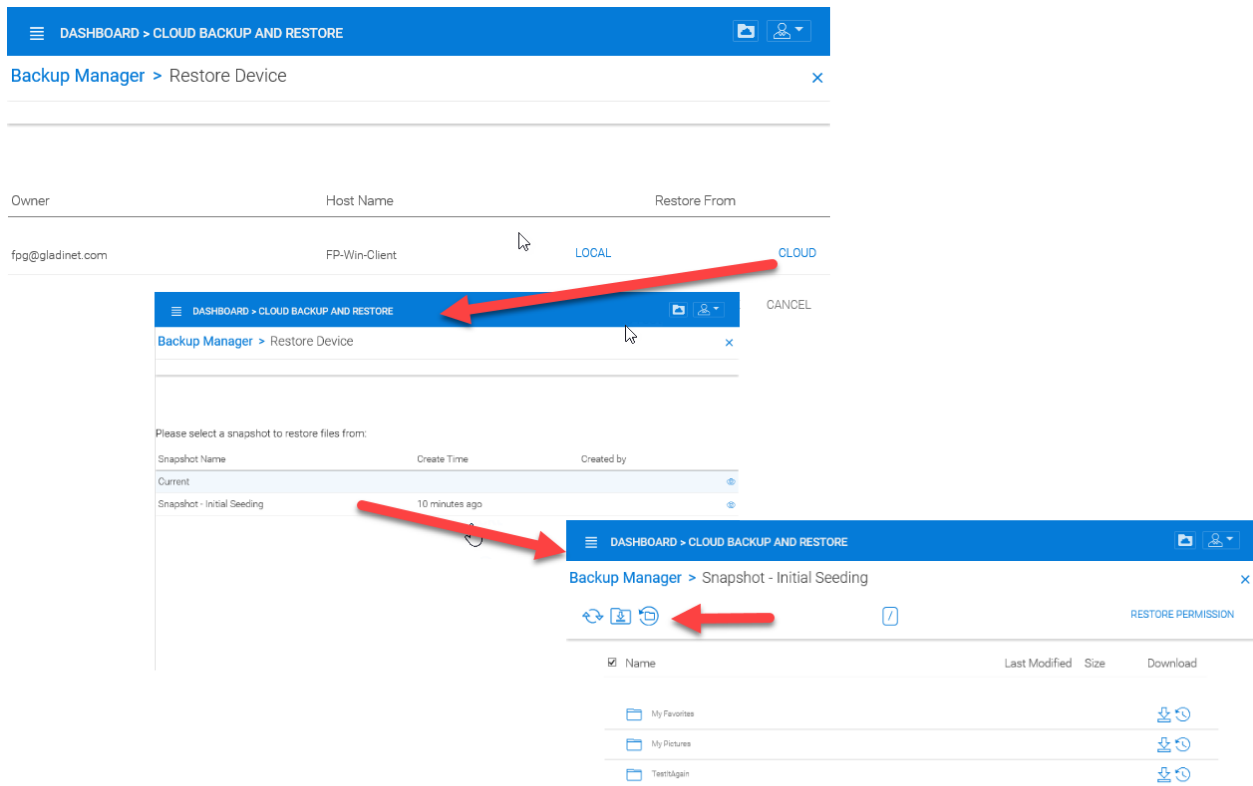 DASHBOARD > CLOUD BACKUP AND RESTORE
Backup Manager > Restore Device
Owner Host Name Restore From
fpg@gladinet.com FP-Win-Client LOCAL CLOUD
CANCEL
DASHBOARD > CLOUD BACKUP AND RESTORE
Backup Manager > Restore Device
Please select a snapshot to restore files from:
Snapshot Name Create Time Created by
Current
Snapshot - Initial Seeding 10 minutes ago
DASHBOARD > CLOUD BACKUP AND RESTORE
Backup Manager > Snapshot - Initial Seeding
/ RESTORE PERMISSION
Name Last Modified Size Download
My Favorites
My Pictures
TestItAgain